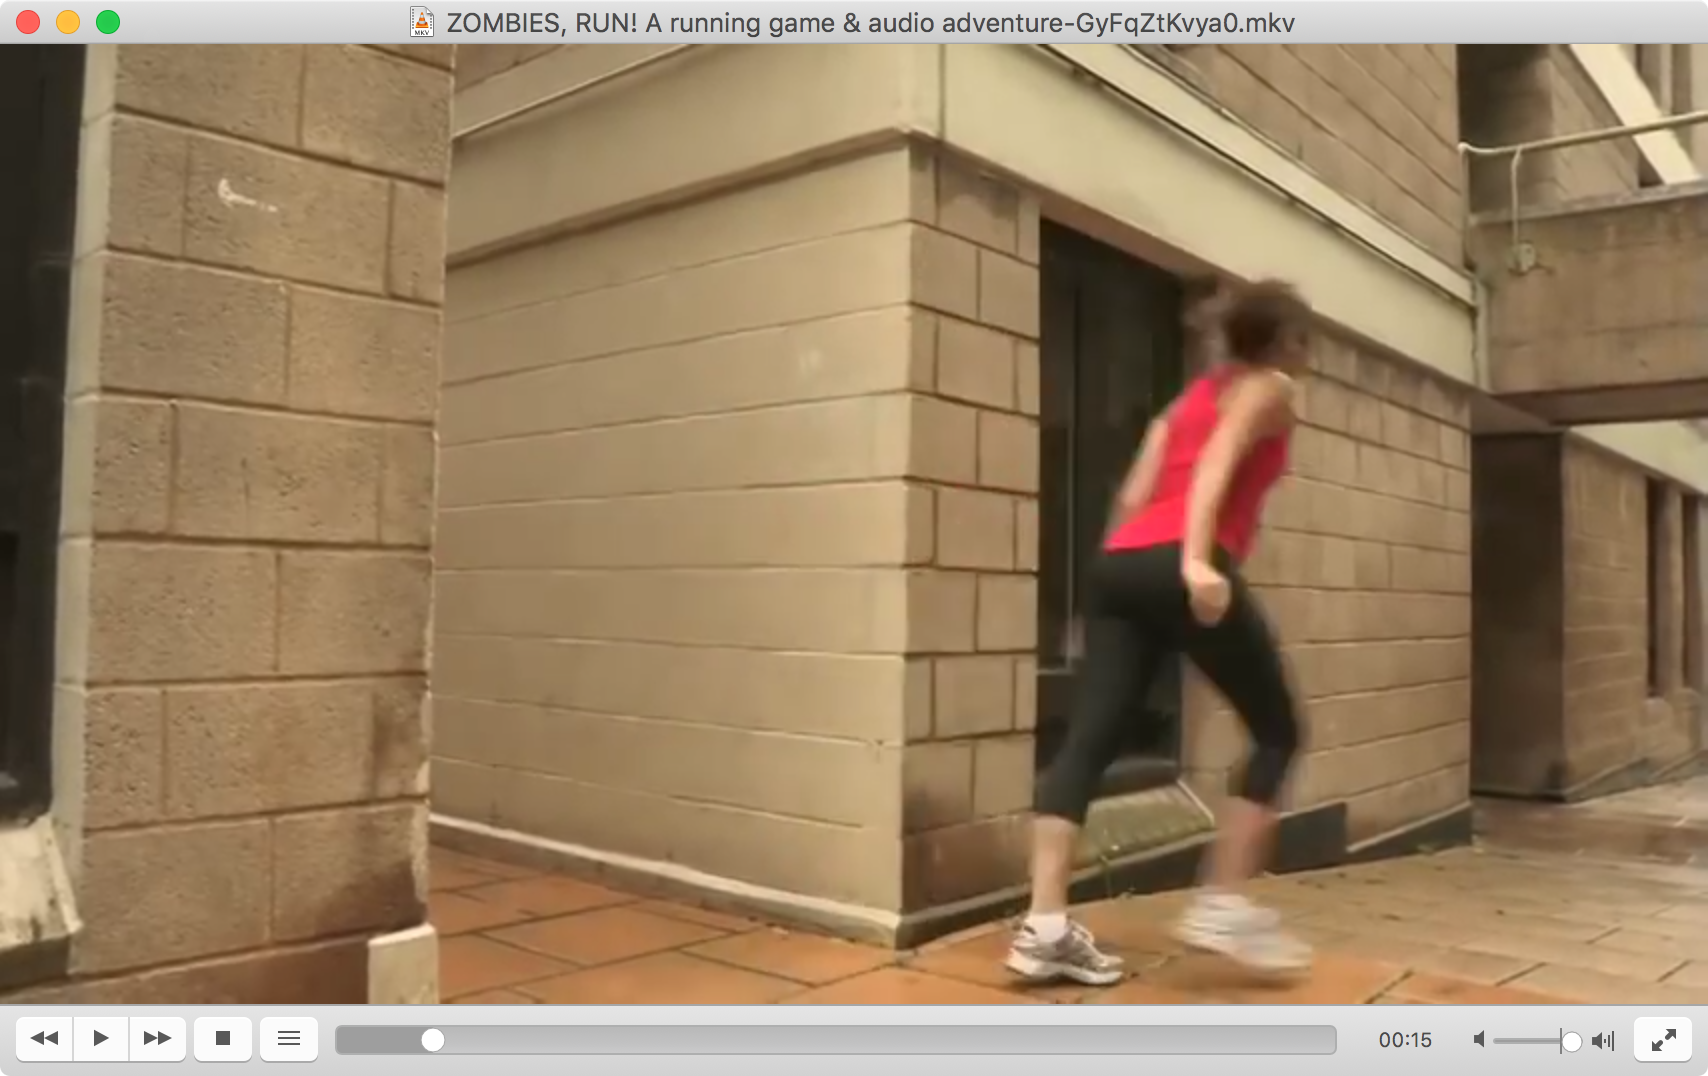 MKV
ZOMBIES, RUN! A running game & audio adventure-GyFqZtKvya0.mkv
00:15